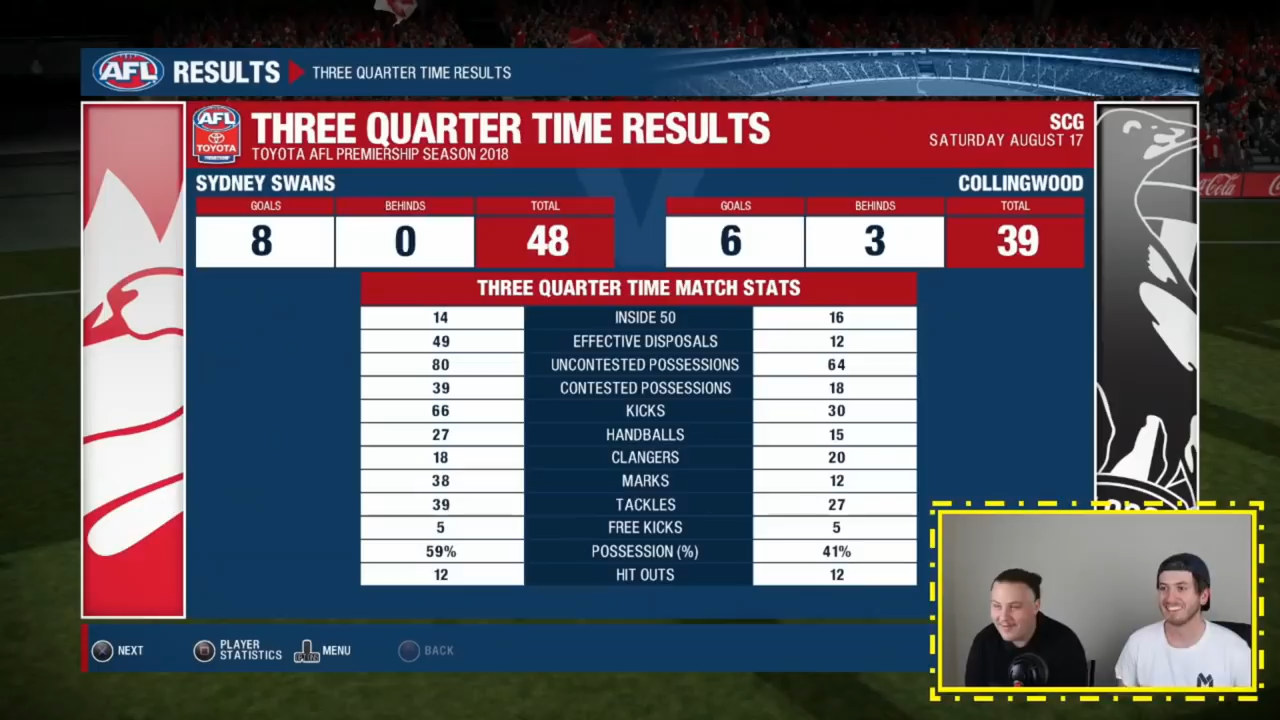 AFL RESULTS THREE QUARTER TIME RESULTS
AFL TOYOTA THREE QUARTER TIME RESULTS SCG
TOYOTA AFL PREMIERSHIP SEASON 2018 SATURDAY AUGUST 17
SYDNEY SWANS COLLINGWOOD
GOALS BEHINDS TOTAL GOALS BEHINDS TOTAL
8 0 48 6 3 39
THREE QUARTER TIME MATCH STATS
14 INSIDE 50 16
49 EFFECTIVE DISPOSALS 12
80 UNCONTESTED POSSESSIONS 64
39 CONTESTED POSSESSIONS 18
66 KICKS 30
27 HANDBALLS 15
18 CLANGERS 20
38 MARKS 12
39 TACKLES 27
5 FREE KICKS 5
59% POSSESSION (%) 41%
12 HIT OUTS 12
NEXT PLAYER STATISTICS MENU BACK
Coca-Cola